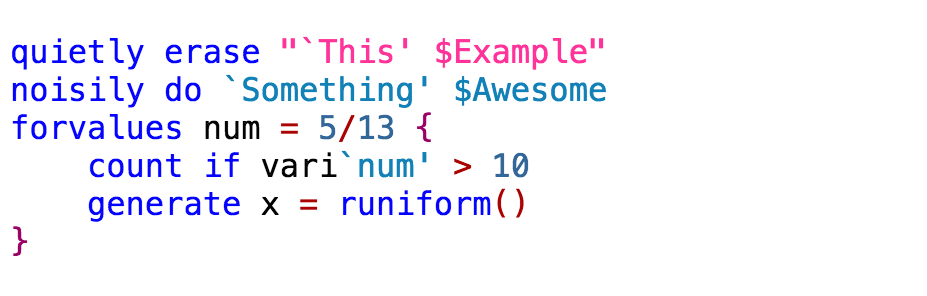 quietly erase "`This' $Example"
noisily do `Something' $Awesome
forvalues num = 5/13 {
    count if vari`num' > 10
    generate x = runiform()
}